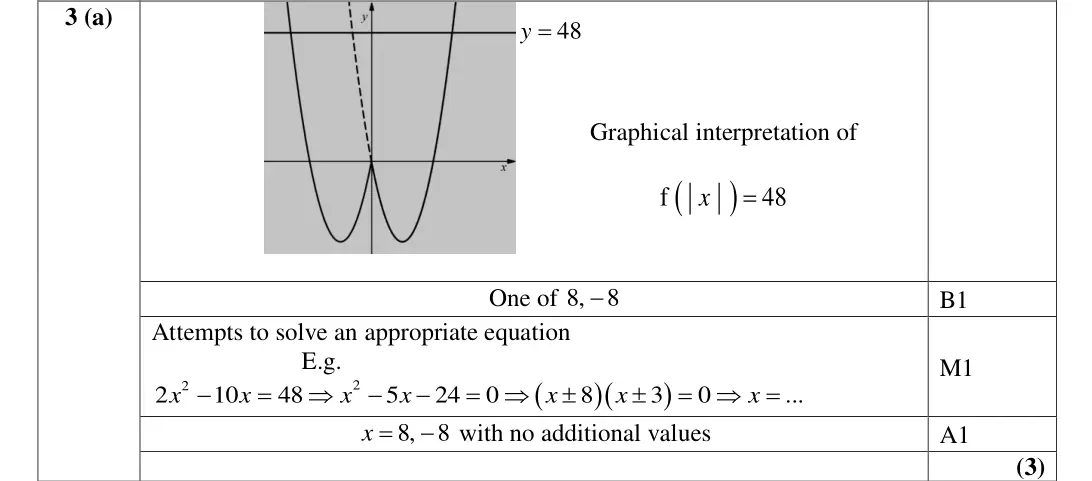 3 (a)
y
y = 48
x
Graphical interpretation of
f(|x|) = 48
One of 8, −8
B1
Attempts to solve an appropriate equation
E.g.
2x² −10x = 48 ⇒ x² −5x − 24 = 0 ⇒ (x ± 8)(x ± 3) = 0 ⇒ x = ...
M1
x = 8, −8 with no additional values
A1
(3)